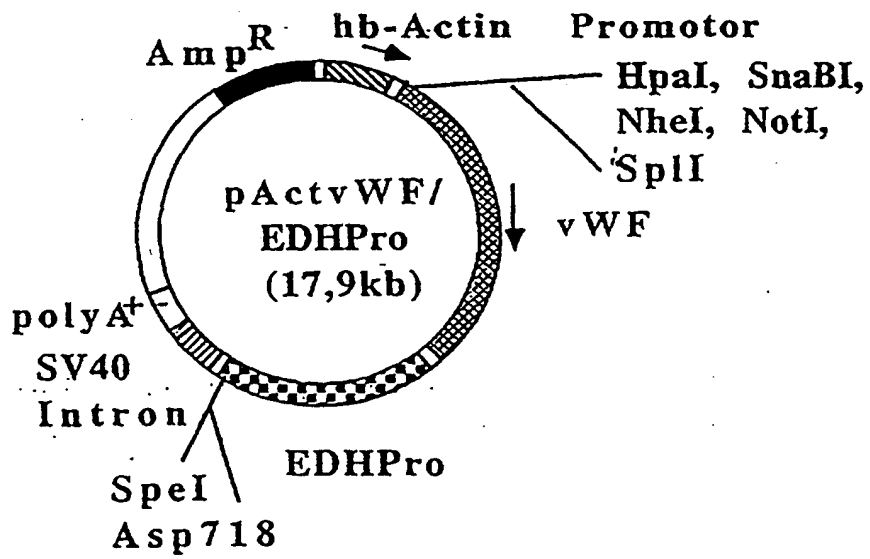 Amp^R
hb-Actin Promotor
HpaI, SnaBI,
NheI, NotI,
SplI
pActvWF/
EDHPro
(17,9kb)
vWF
polyA+-
SV40
Intron
EDHPro
SpeI
Asp718